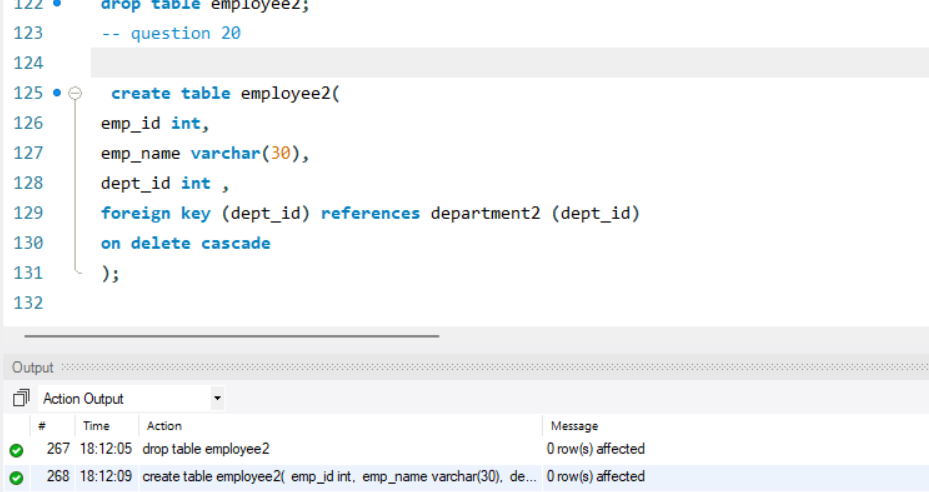 122 drop table employee2;
123 -- question 20
124
125 create table employee2(
126 emp_id int,
127 emp_name varchar(30),
128 dept_id int ,
129 foreign key (dept_id) references department2 (dept_id)
130 on delete cascade
131 );
132
Output
Action Output
# Time Action Message
267 18:12:05 drop table employee2 0 row(s) affected
268 18:12:09 create table employee2( emp_id int, emp_name varchar(30), de... 0 row(s) affected